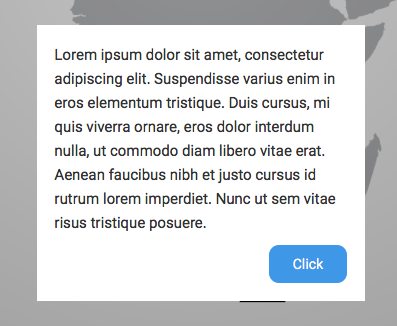 Lorem ipsum dolor sit amet, consectetur
adipiscing elit. Suspendisse varius enim in
eros elementum tristique. Duis cursus, mi
quis viverra ornare, eros dolor interdum
nulla, ut commodo diam libero vitae erat.
Aenean faucibus nibh et justo cursus id
rutrum lorem imperdiet. Nunc ut sem vitae
risus tristique posuere.
Click